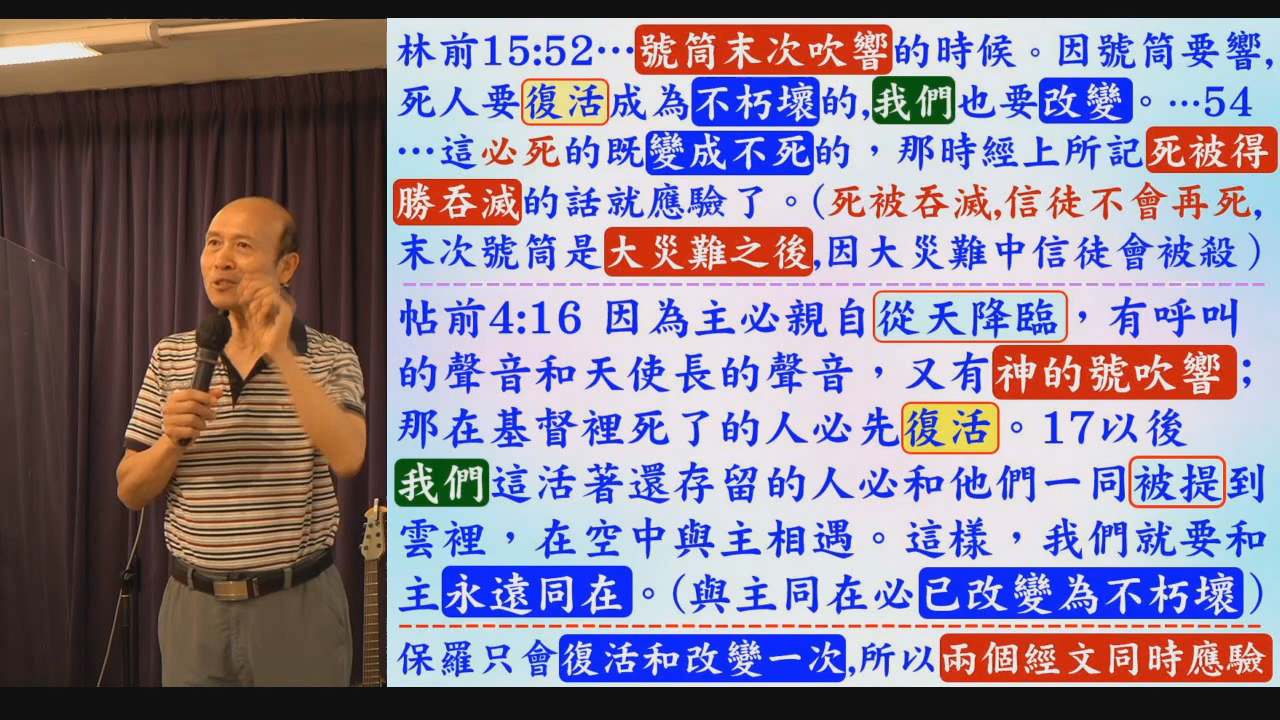 林前15:52…號筒末次吹響的時候。因號筒要響,
死人要復活成為不朽壞的,我們也要改變。…54
…這必死的既變成不死的，那時經上所記死被得
勝吞滅的話就應驗了。(死被吞滅,信徒不會再死,
末次號筒是大災難之後,因大災難中信徒會被殺)
帖前4:16 因為主必親自從天降臨，有呼叫
的聲音和天使長的聲音，又有神的號吹響；
那在基督裡死了的人必先復活。17以後
我們這活著還存留的人必和他們一同被提到
雲裡，在空中與主相遇。這樣，我們就要和
主永遠同在。(與主同在必已改變為不朽壞)
保羅只會復活和改變一次,所以兩個經文同時應驗